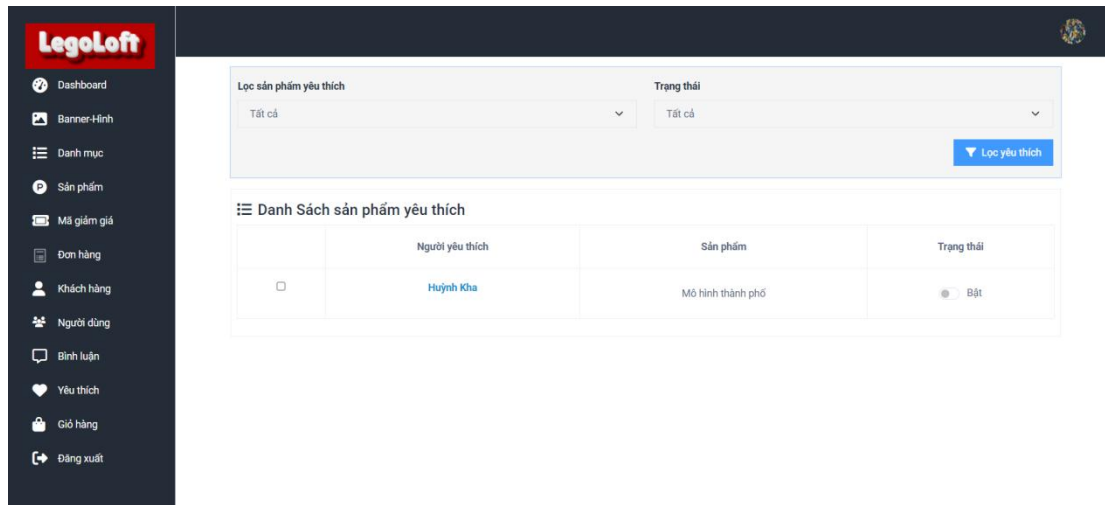 LegoLoft
Dashboard
Banner-Hình
Danh mục
Sản phẩm
Mã giảm giá
Đơn hàng
Khách hàng
Người dùng
Bình luận
Yêu thích
Giỏ hàng
Đăng xuất
Lọc sản phẩm yêu thích Trạng thái
Tất cả Tất cả
Lọc yêu thích
Danh Sách sản phẩm yêu thích
Người yêu thích Sản phẩm Trạng thái
Huỳnh Kha Mô hình thành phố Bật